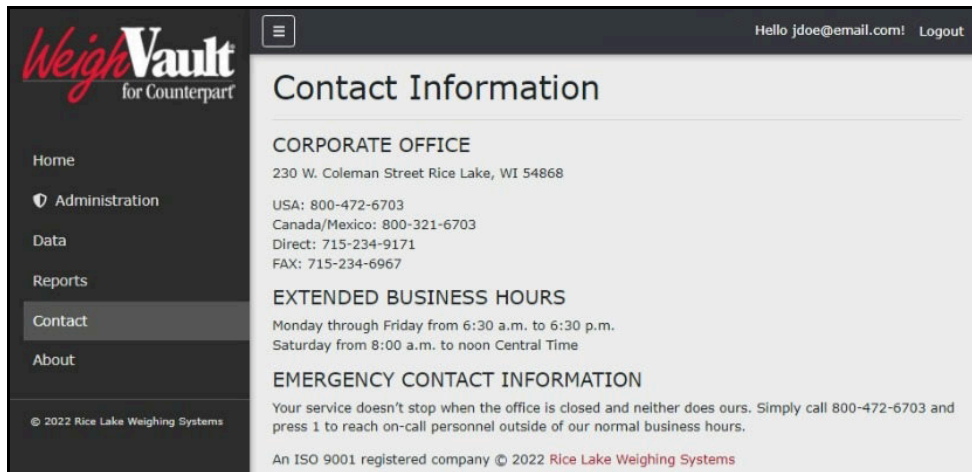 WeighVault
for Counterpart®
Home
Administration
Data
Reports
Contact
About
© 2022 Rice Lake Weighing Systems
Hello jdoe@email.com! Logout
Contact Information
CORPORATE OFFICE
230 W. Coleman Street Rice Lake, WI 54868
USA: 800-472-6703
Canada/Mexico: 800-321-6703
Direct: 715-234-9171
FAX: 715-234-6967
EXTENDED BUSINESS HOURS
Monday through Friday from 6:30 a.m. to 6:30 p.m.
Saturday from 8:00 a.m. to noon Central Time
EMERGENCY CONTACT INFORMATION
Your service doesn't stop when the office is closed and neither does ours. Simply call 800-472-6703 and
press 1 to reach on-call personnel outside of our normal business hours.
An ISO 9001 registered company © 2022 Rice Lake Weighing Systems